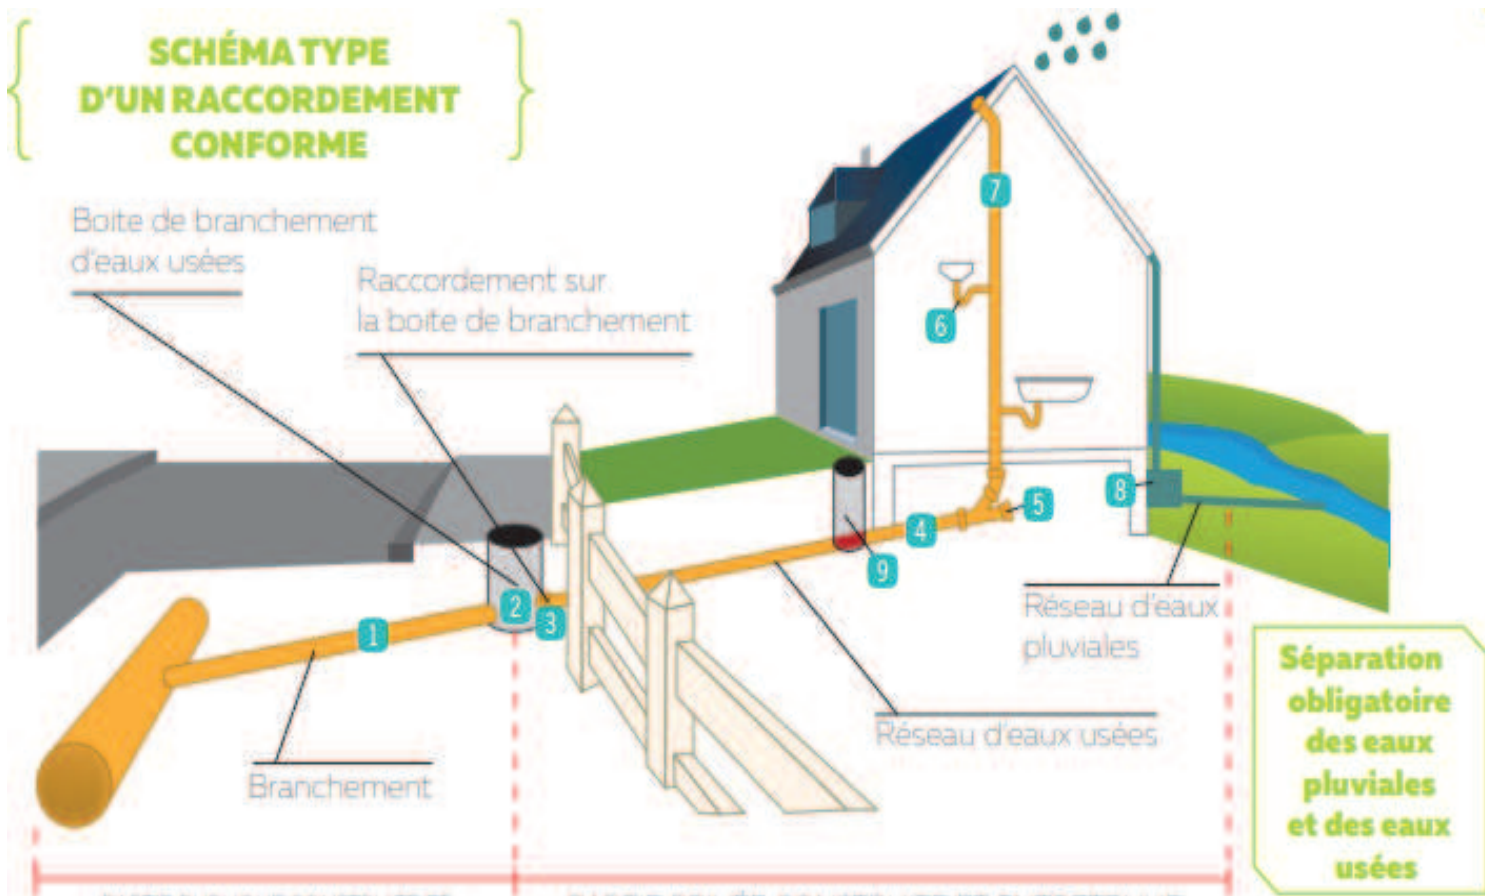 SCHÉMA TYPE
D'UN RACCORDEMENT
CONFORME
Boite de branchement
d'eaux usées
Raccordement sur
la boite de branchement
7
6
8
5
4
9
2
3
1
Réseau d'eaux
pluviales
Réseau d'eaux usées
Branchement
Séparation
obligatoire
des eaux
pluviales
et des eaux
usées